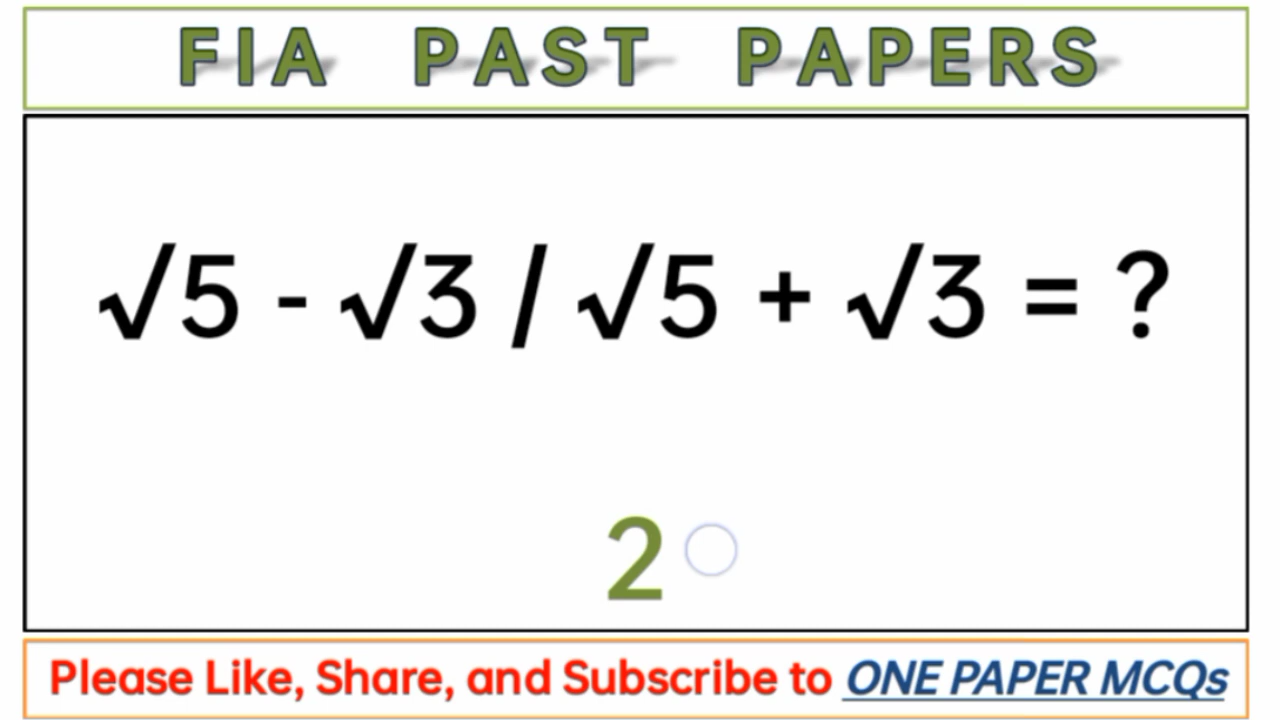 FIA PAST PAPERS
√5 - √3 / √5 + √3 = ?
2
Please Like, Share, and Subscribe to ONE PAPER MCQs